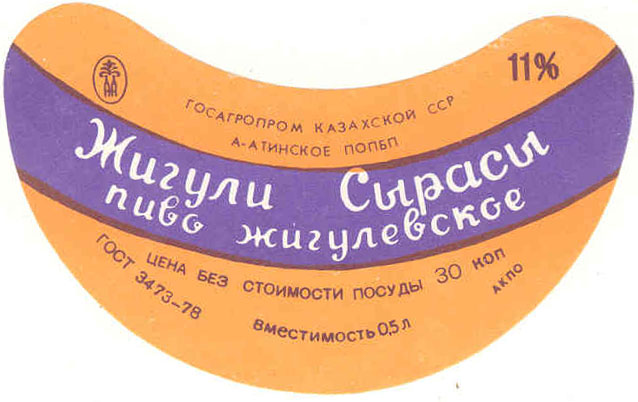 11%
ГОСАГРОПРОМ КАЗАХСКОЙ ССР
А-АТИНСКОЕ ПОПБП
Жигули Сырасы
пиво жигулевское
ЦЕНА БЕЗ СТОИМОСТИ ПОСУДЫ 30 КОП
ГОСТ 3473-78
АКПО
Вместимость 0,5 л